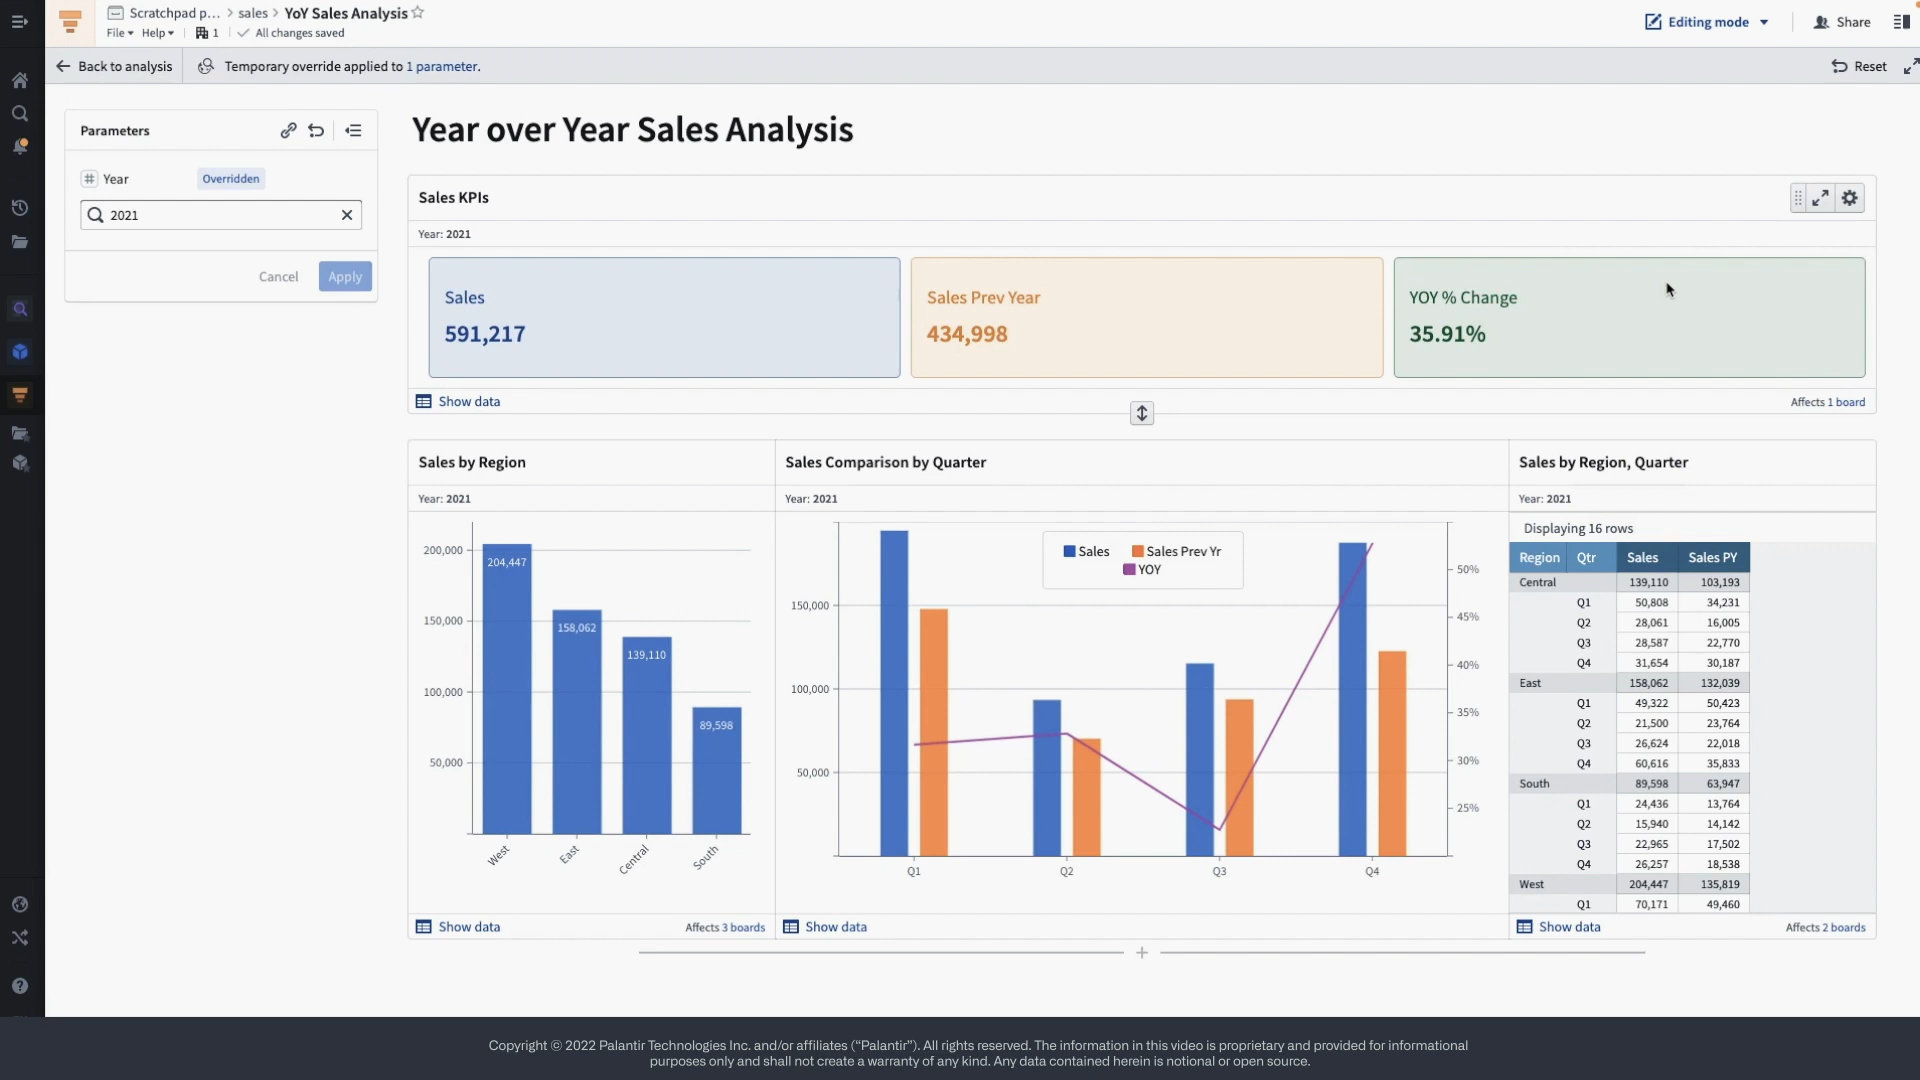 Scratchpad p... > sales > YoY Sales Analysis
File Help 1 All changes saved
Editing mode
Share
Back to analysis
Temporary override applied to 1 parameter.
Reset
Parameters
# Year Overridden
2021
Cancel Apply
Year over Year Sales Analysis
Sales KPIs
Year: 2021
Sales
591,217
Sales Prev Year
434,998
YOY % Change
35.91%
Show data
Affects 1 board
Sales by Region
Year: 2021
200,000
150,000
100,000
50,000
204,447
158,062
139,110
89,598
West
East
Central
South
Show data
Affects 3 boards
Sales Comparison by Quarter
Year: 2021
Sales Sales Prev Yr
YOY
150,000
100,000
50,000
50%
45%
40%
35%
30%
25%
Q1
Q2
Q3
Q4
Show data
Sales by Region, Quarter
Year: 2021
Displaying 16 rows
Region Qtr Sales Sales PY
Central 139,110 103,193
Q1 50,808 34,231
Q2 28,061 16,005
Q3 28,587 22,770
Q4 31,654 30,187
East 158,062 132,039
Q1 49,322 50,423
Q2 21,500 23,764
Q3 26,624 22,018
Q4 60,616 35,833
South 89,598 63,947
Q1 24,436 13,764
Q2 15,940 14,142
Q3 22,965 17,502
Q4 26,257 18,538
West 204,447 135,819
Q1 70,171 49,460
Show data
Affects 2 boards
Copyright © 2022 Palantir Technologies Inc. and/or affiliates (“Palantir”). All rights reserved. The information in this video is proprietary and provided for informational
purposes only and shall not create a warranty of any kind. Any data contained herein is notional or open source.